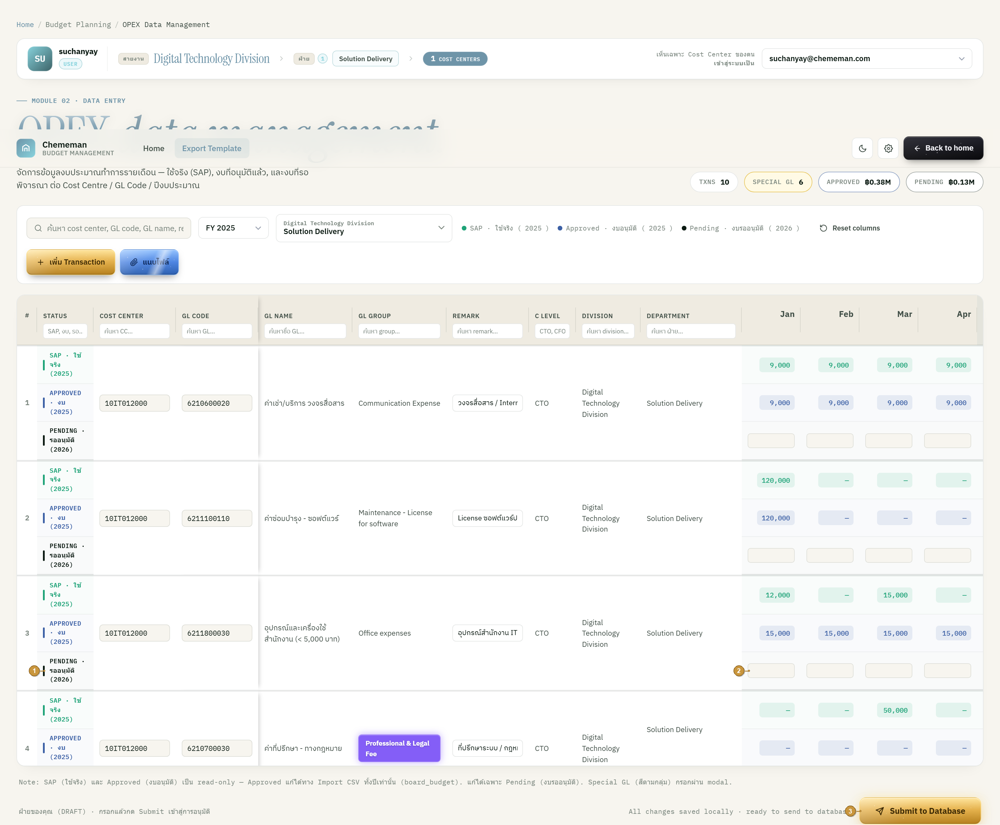 Home / Budget Planning / OPEX Data Management
SU suchanyay USER สายงาน Digital Technology Division ฝ่าย 1 Solution Delivery 1 COST CENTERS เห็นเฉพาะ Cost Center ของตน เข้าสู่ระบบเป็น suchanyay@chememan.com
MODULE 02 · DATA ENTRY
OPEX data management
Chememan BUDGET MANAGEMENT Home Export Template Back to home
จัดการข้อมูลงบประมาณทำการรายเดือน — ใช้จริง (SAP), งบที่อนุมัติแล้ว, และงบที่รอ
พิจารณา ต่อ Cost Centre / GL Code / ปีงบประมาณ
TXNS 10 SPECIAL GL 6 APPROVED ฿0.38M PENDING ฿0.13M
ค้นหา cost center, GL code, GL name, re FY 2025 Digital Technology Division Solution Delivery SAP · ใช้จริง ( 2025 ) Approved · งบอนุมัติ ( 2025 ) Pending · งบรออนุมัติ ( 2026 ) Reset columns
เพิ่ม Transaction แนบไฟล์
# STATUS COST CENTER GL CODE GL NAME GL GROUP REMARK C LEVEL DIVISION DEPARTMENT Jan Feb Mar Apr
SAP, งบ, รอ.. ค้นหา CC... ค้นหา GL... ค้นหาชื่อ GL... ค้นหา group... ค้นหา remark... CTO, CFO ค้นหา division... ค้นหา ฝ่าย...
SAP · ใช้จริง (2025) 9,000 9,000 9,000 9,000
1 APPROVED · งบ (2025) 10IT012000 6210600020 ค่าเช่า/บริการ วงจรสื่อสาร Communication Expense วงจรสื่อสาร / Interr CTO Digital Technology Division Solution Delivery 9,000 9,000 9,000 9,000
PENDING · รออนุมัติ (2026)
SAP · ใช้จริง (2025) 120,000 – – –
2 APPROVED · งบ (2025) 10IT012000 6211100110 ค่าซ่อมบำรุง - ซอฟต์แวร์ Maintenance - License for software License ซอฟต์แวร์ป CTO Digital Technology Division Solution Delivery 120,000 – – –
PENDING · รออนุมัติ (2026)
SAP · ใช้จริง (2025) 12,000 – 15,000 –
3 APPROVED · งบ (2025) 10IT012000 6211800030 อุปกรณ์และเครื่องใช้สำนักงาน (< 5,000 บาท) Office expenses อุปกรณ์สำนักงาน IT CTO Digital Technology Division Solution Delivery 15,000 15,000 15,000 15,000
1 PENDING · รออนุมัติ (2026) 2
SAP · ใช้จริง (2025) – – 50,000 –
4 APPROVED · งบ (2025) 10IT012000 6210700030 ค่าที่ปรึกษา - ทางกฎหมาย Professional & Legal Fee ที่ปรึกษาระบบ / กฎหเ CTO Digital Technology Division Solution Delivery – – – –
Note: SAP (ใช้จริง) และ Approved (งบอนุมัติ) เป็น read-only — Approved แก้ได้ทาง Import CSV ทั้งปีเท่านั้น (board_budget). แก้ได้เฉพาะ Pending (งบรออนุมัติ). Special GL (สีตามกลุ่ม) กรอกผ่าน modal.
ฝ่ายของคุณ (DRAFT) · กรอกแล้วกด Submit เข้าสู่การอนุมัติ All changes saved locally · ready to send to databas 3 Submit to Database